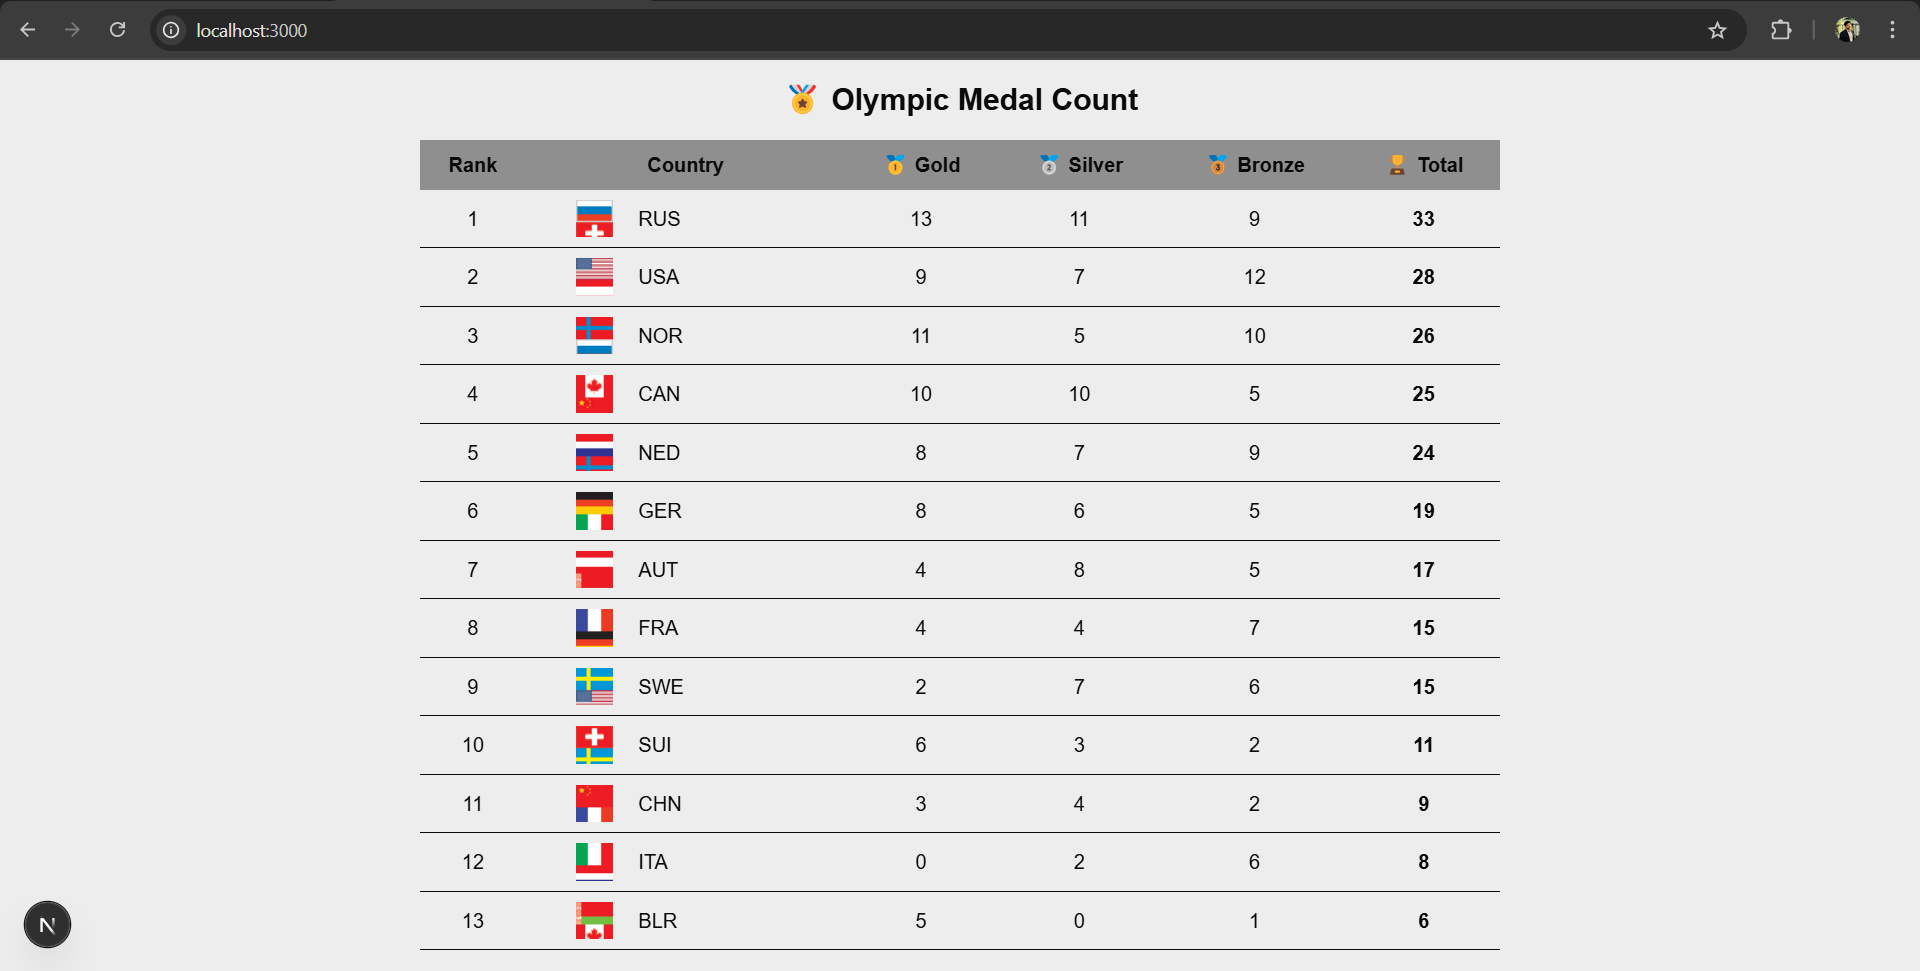 localhost:3000
Olympic Medal Count
Rank Country Gold Silver Bronze Total
1 RUS 13 11 9 33
2 USA 9 7 12 28
3 NOR 11 5 10 26
4 CAN 10 10 5 25
5 NED 8 7 9 24
6 GER 8 6 5 19
7 AUT 4 8 5 17
8 FRA 4 4 7 15
9 SWE 2 7 6 15
10 SUI 6 3 2 11
11 CHN 3 4 2 9
12 ITA 0 2 6 8
13 BLR 5 0 1 6
N